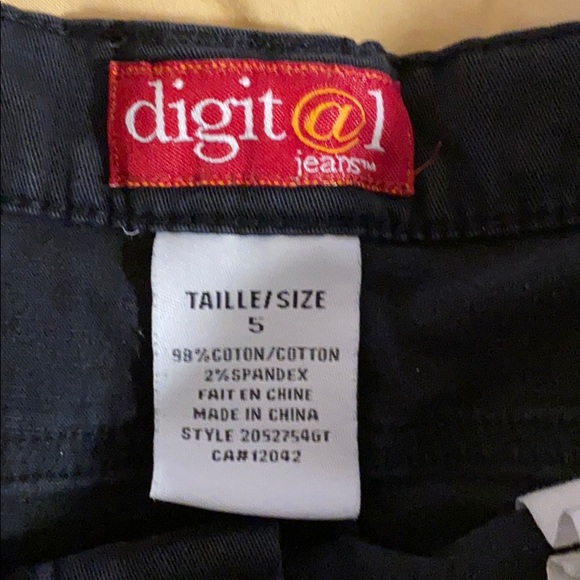 digit@l
jeans™
TAILLE/SIZE
5
98%COTON/COTTON
2%SPANDEX
FAIT EN CHINE
MADE IN CHINA
STYLE 2052754GT
CA#12042